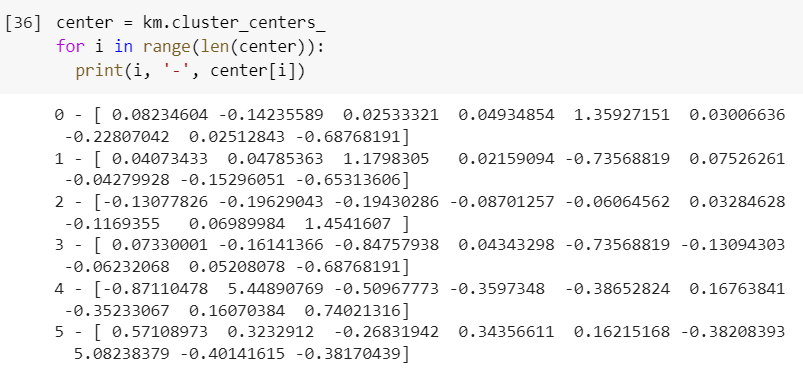 [36] center = km.cluster_centers_
for i in range(len(center)):
  print(i, '-', center[i])
0 - [ 0.08234604 -0.14235589  0.02533321  0.04934854  1.35927151  0.03006636
 -0.22807042  0.02512843 -0.68768191]
1 - [ 0.04073433  0.04785363  1.1798305   0.02159094 -0.73568819  0.07526261
 -0.04279928 -0.15296051 -0.65313606]
2 - [-0.13077826 -0.19629043 -0.19430286 -0.08701257 -0.06064562  0.03284628
 -0.1169355   0.06989984  1.4541607 ]
3 - [ 0.07330001 -0.16141366 -0.84757938  0.04343298 -0.73568819 -0.13094303
 -0.06232068  0.05208078 -0.68768191]
4 - [-0.87110478  5.44890769 -0.50967773 -0.3597348  -0.38652824  0.16763841
 -0.35233067  0.16070384  0.74021316]
5 - [ 0.57108973  0.3232912  -0.26831942  0.34356611  0.16215168 -0.38208393
  5.08238379 -0.40141615 -0.38170439]